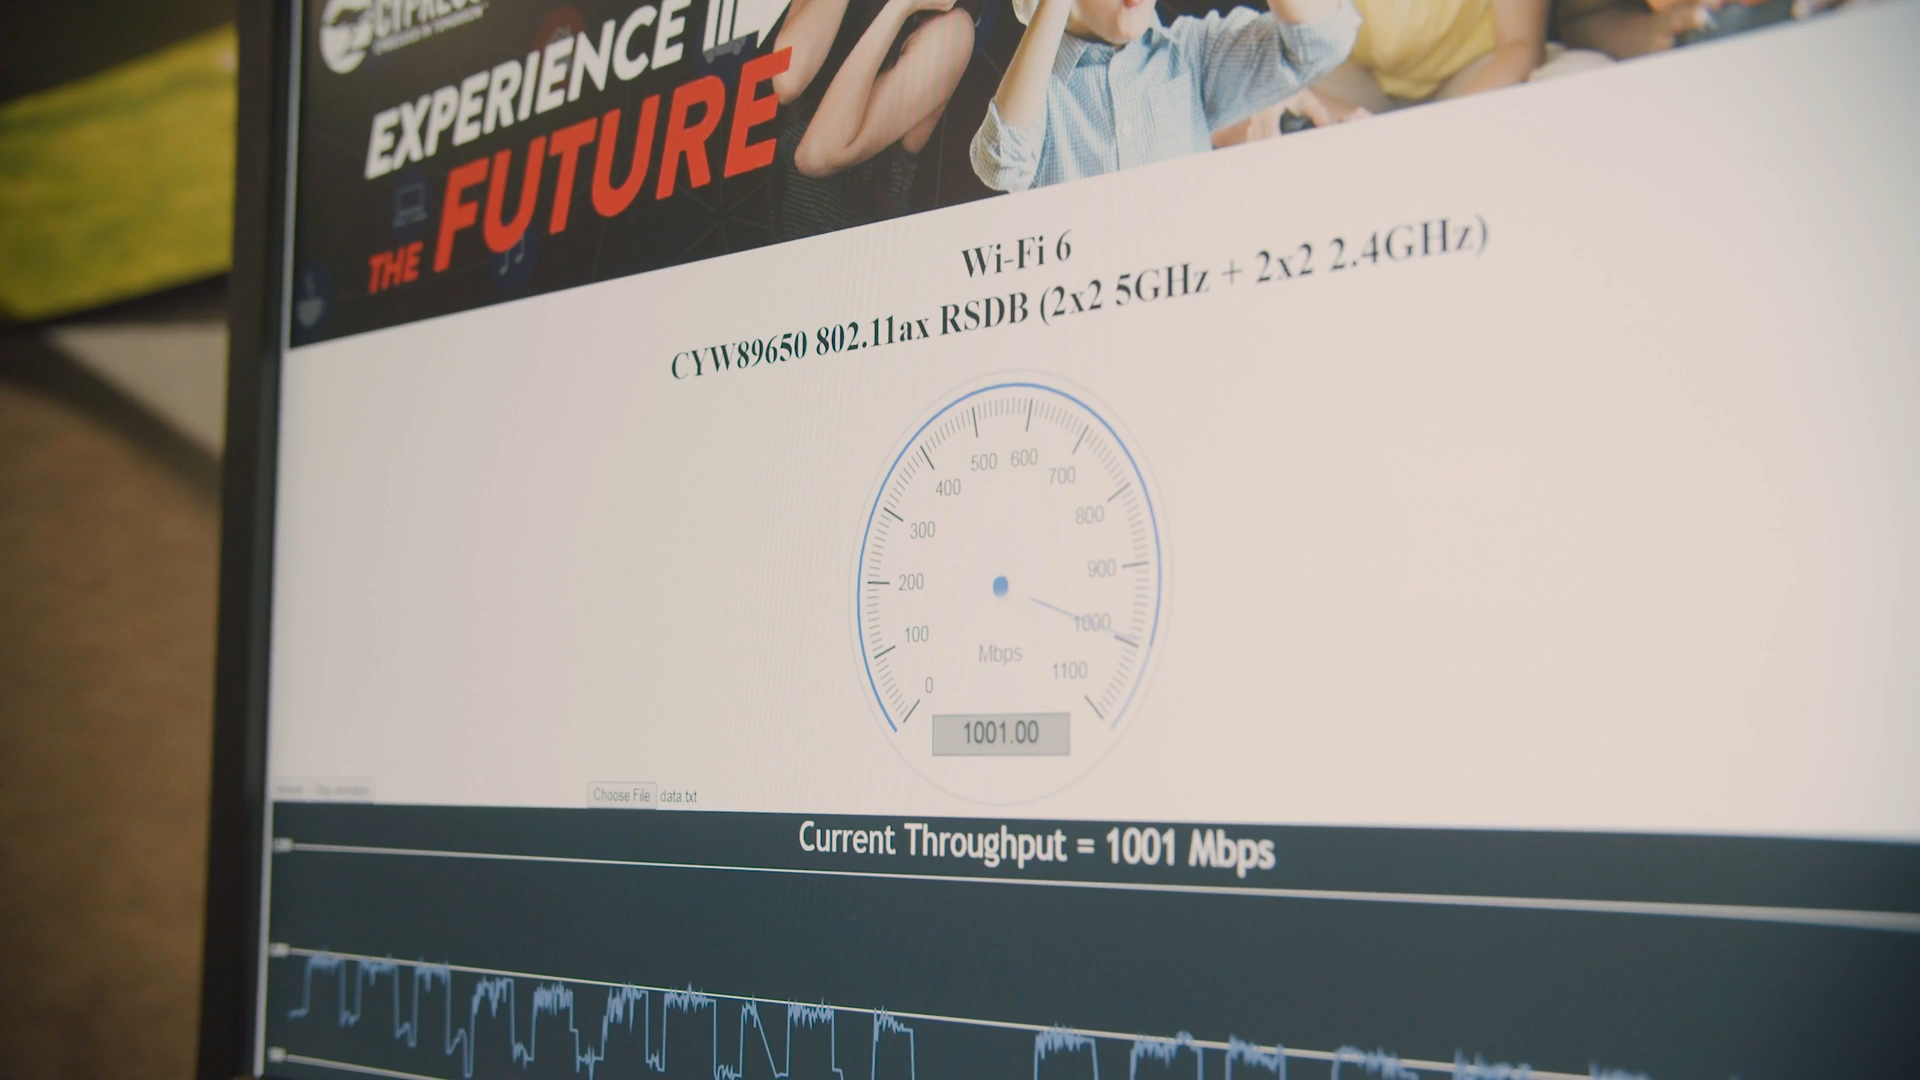 CYPRESS
EXPERIENCE
THE FUTURE
Wi-Fi 6
CYW89650 802.11ax RSDB (2x2 5GHz + 2x2 2.4GHz)
500 600
400 700
300 800
200 900
100 1000
Mbps
0 1100
1001.00
Choose File data.txt
Current Throughput = 1001 Mbps